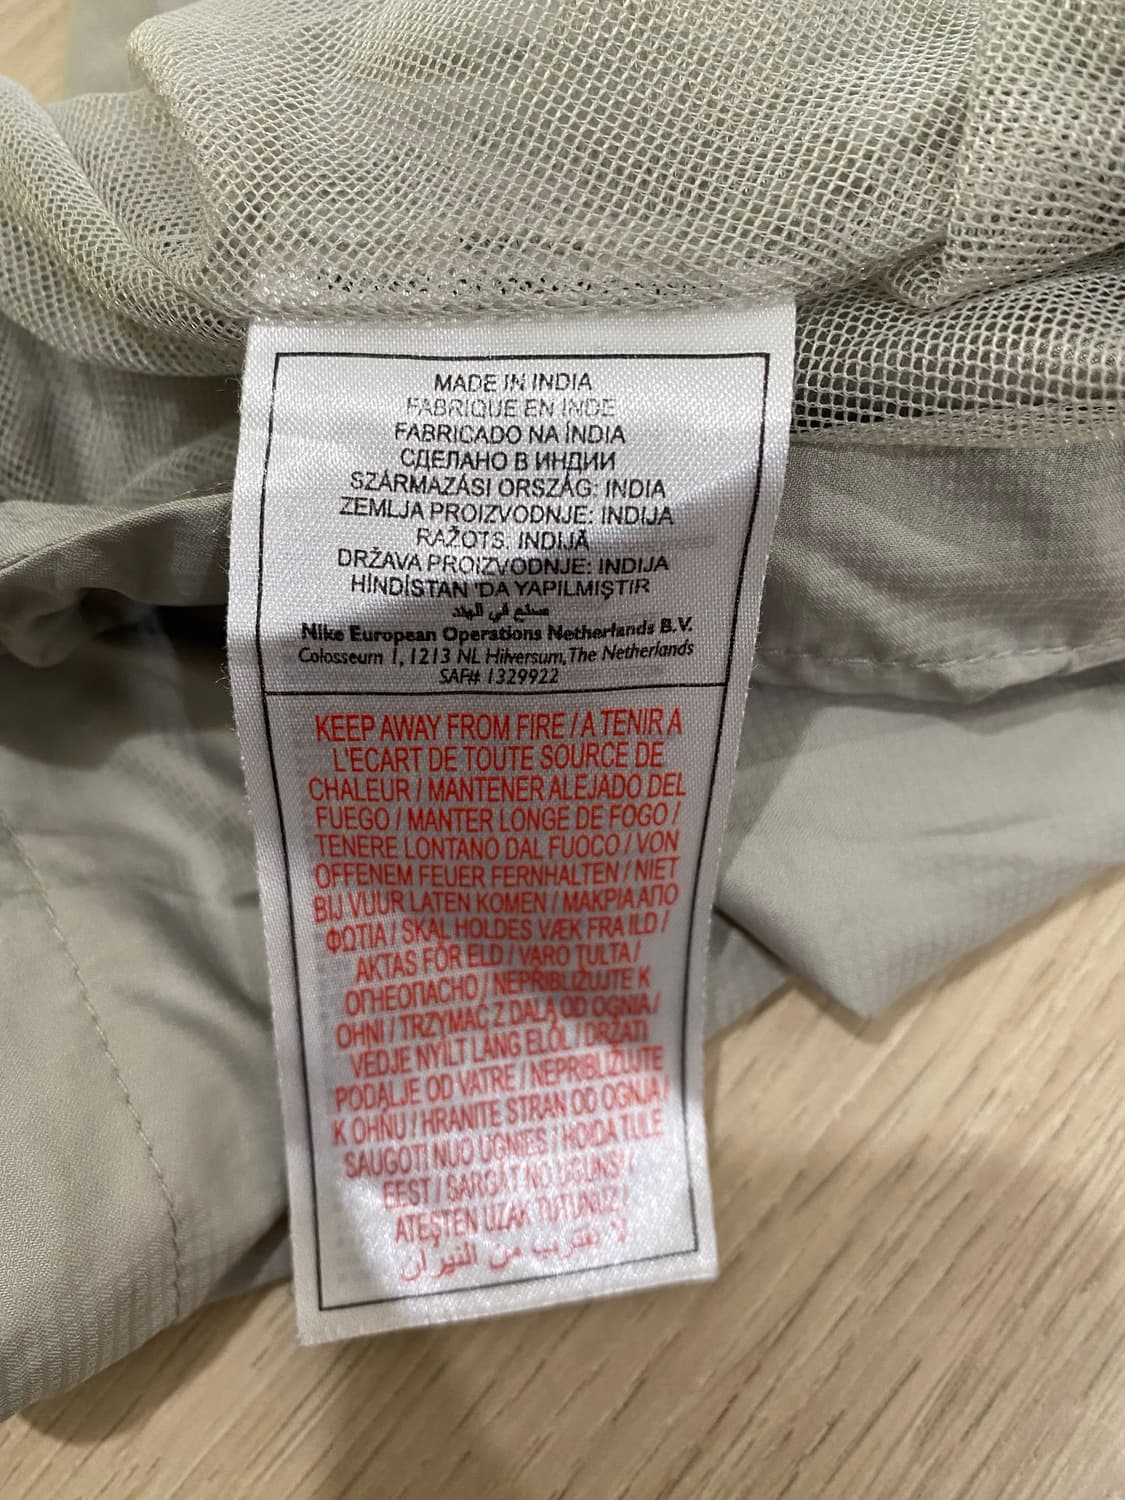 MADE IN INDIA
FABRIQUE EN INDE
FABRICADO NA ÍNDIA
СДЕЛАНО В ИНДИИ
SZÁRMAZÁSI ORSZÁG: INDIA
ZEMLJA PROIZVODNJE: INDIJA
RAŽOTS. INDIJĀ
DRŽAVA PROIZVODNJE: INDIJA
HİNDİSTAN 'DA YAPILMIŞTIR
صنع في الهند
Nike European Operations Netherlands B.V.
Colosseum 1, 1213 NL Hilversum, The Netherlands
SAF# 1329922
KEEP AWAY FROM FIRE / A TENIR A
L'ECART DE TOUTE SOURCE DE
CHALEUR / MANTENER ALEJADO DEL
FUEGO / MANTER LONGE DE FOGO /
TENERE LONTANO DAL FUOCO / VON
OFFENEM FEUER FERNHALTEN / NIET
BIJ VUUR LATEN KOMEN / ΜΑΚΡΙΑ ΑΠΟ
ΦΩΤΙΑ / SKAL HOLDES VÆK FRA ILD /
AKTAS FÖR ELD / VARO TULTA /
ОГНЕОПАСНО / NEPŘIBLIŽUJTE K
OHNI / TRZYMAĆ Z DALA OD OGNIA /
VEDJE NYÍLT LÁNG ELŐL / DRŽATI
PODALJE OD VATRE / NEPRIBLIŽUJTE
K OHŇU / HRANITE STRAN OD OGNJA /
SAUGOTI NUO UGNIES / HOIDA TULE
EEST / SARGĀT NO UGUNS! /
ATEŞTEN UZAK TUTUNUZ /
لا تقترب من النيران